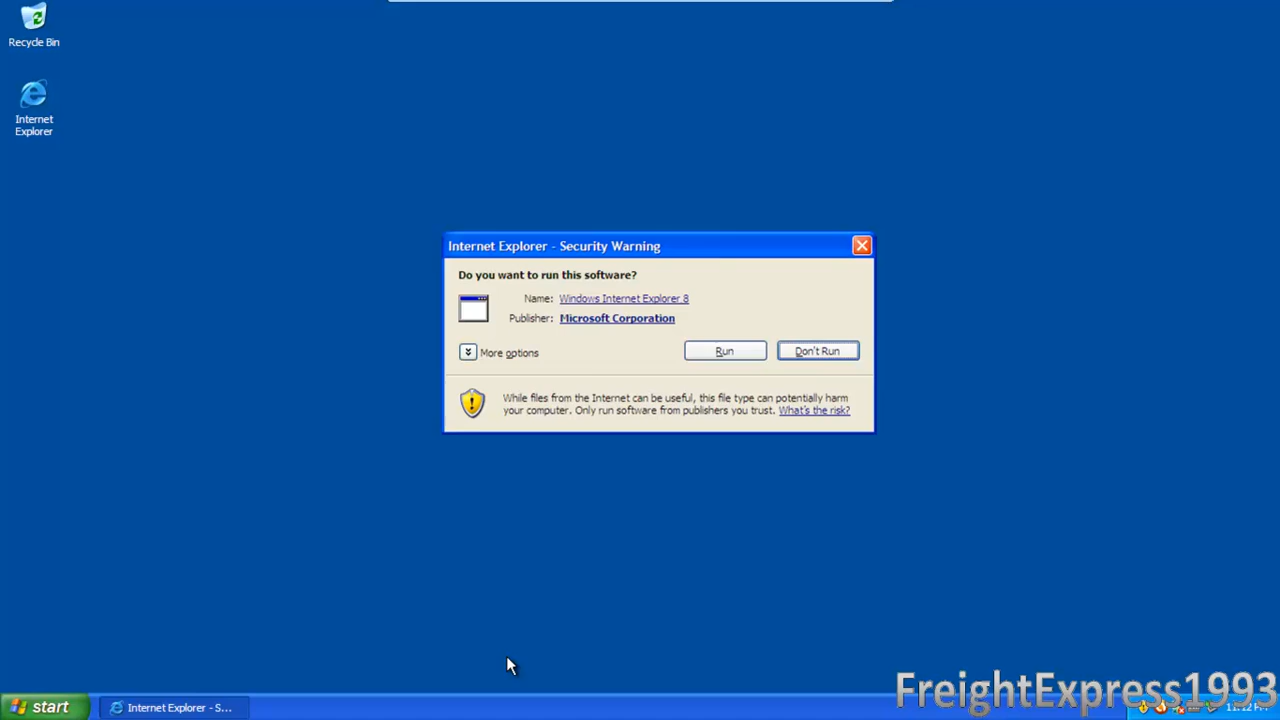 Recycle Bin
Internet
Explorer
Internet Explorer - Security Warning
Do you want to run this software?
Name: Windows Internet Explorer 8
Publisher: Microsoft Corporation
More options
Run
Don't Run
While files from the Internet can be useful, this file type can potentially harm
your computer. Only run software from publishers you trust. What's the risk?
start
Internet Explorer - S...
FreightExpress1993
11:12 PM